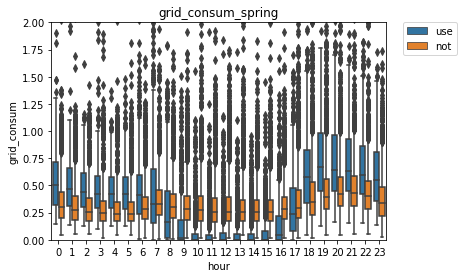 grid_consum_spring
use
not
2.00
1.75
1.50
1.25
1.00
0.75
0.50
0.25
0.00
grid_consum
0 1 2 3 4 5 6 7 8 9 10 11 12 13 14 15 16 17 18 19 20 21 22 23
hour